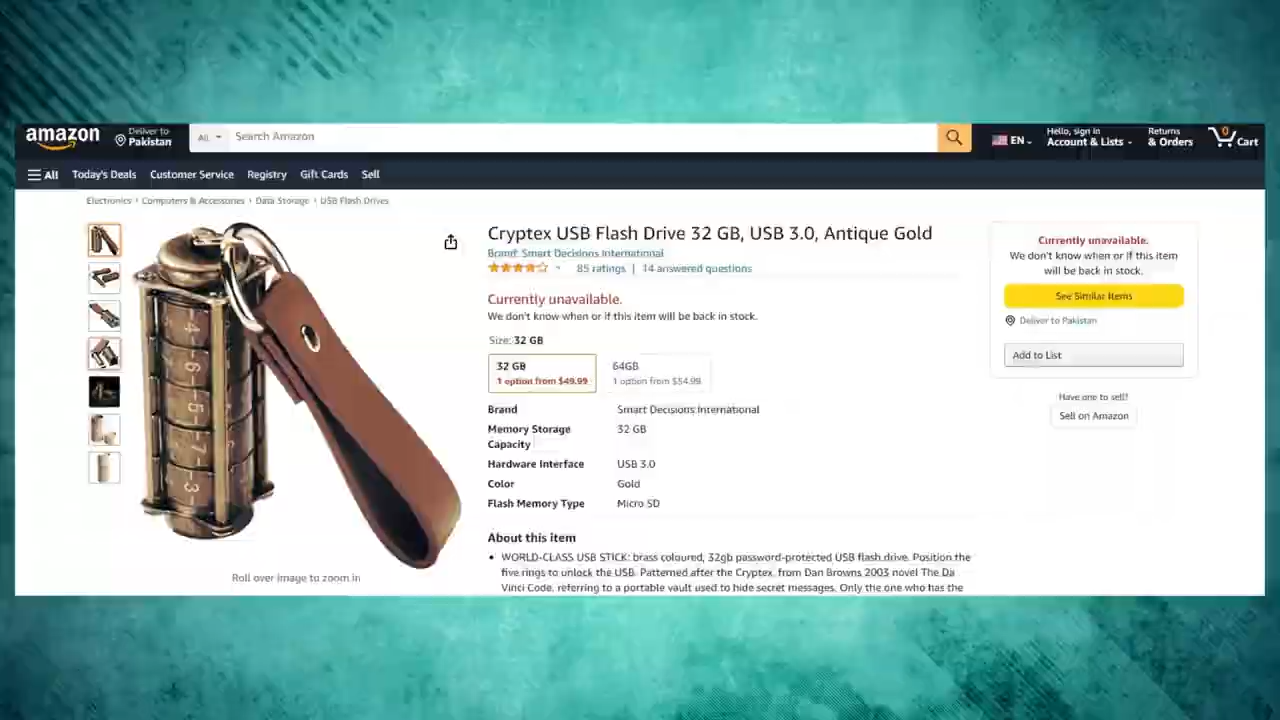 amazon
Deliver to
Pakistan
All
Search Amazon
EN
Hello, sign in
Account & Lists
Returns
& Orders
0
Cart
All
Today's Deals
Customer Service
Registry
Gift Cards
Sell
Electronics › Computers & Accessories › Data Storage › USB Flash Drives
Cryptex USB Flash Drive 32 GB, USB 3.0, Antique Gold
Brand: Smart Decisions International
85 ratings | 14 answered questions
Currently unavailable.
We don't know when or if this item will be back in stock.
Size: 32 GB
32 GB
1 option from $49.99
64GB
1 option from $54.99
Brand Smart Decisions International
Memory Storage Capacity 32 GB
Hardware Interface USB 3.0
Color Gold
Flash Memory Type Micro SD
About this item
• WORLD-CLASS USB STICK: brass coloured, 32gb password-protected USB flash drive. Position the
five rings to unlock the USB. Patterned after the Cryptex from Dan Browns 2003 novel The Da
Vinci Code, referring to a portable vault used to hide secret messages. Only the one who has the
Roll over image to zoom in
Currently unavailable.
We don't know when or if this item
will be back in stock.
See Similar Items
Deliver to Pakistan
Add to List
Have one to sell?
Sell on Amazon
4
6
5
7
3